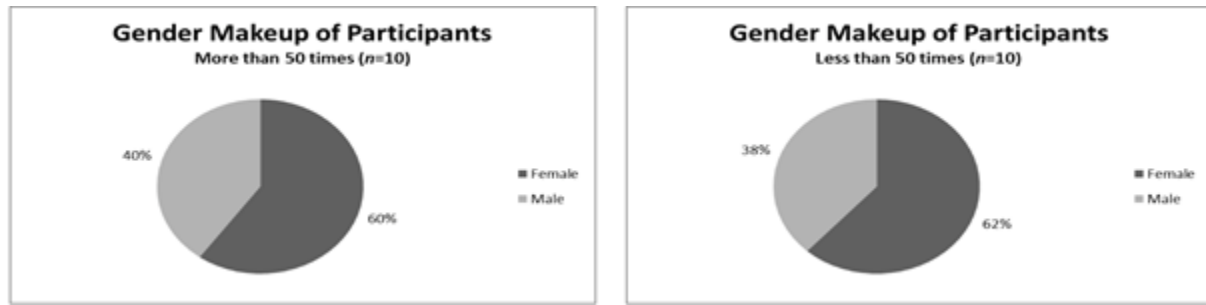 Gender Makeup of Participants
More than 50 times (n=10)
40%
60%
Female
Male
Gender Makeup of Participants
Less than 50 times (n=10)
38%
62%
Female
Male